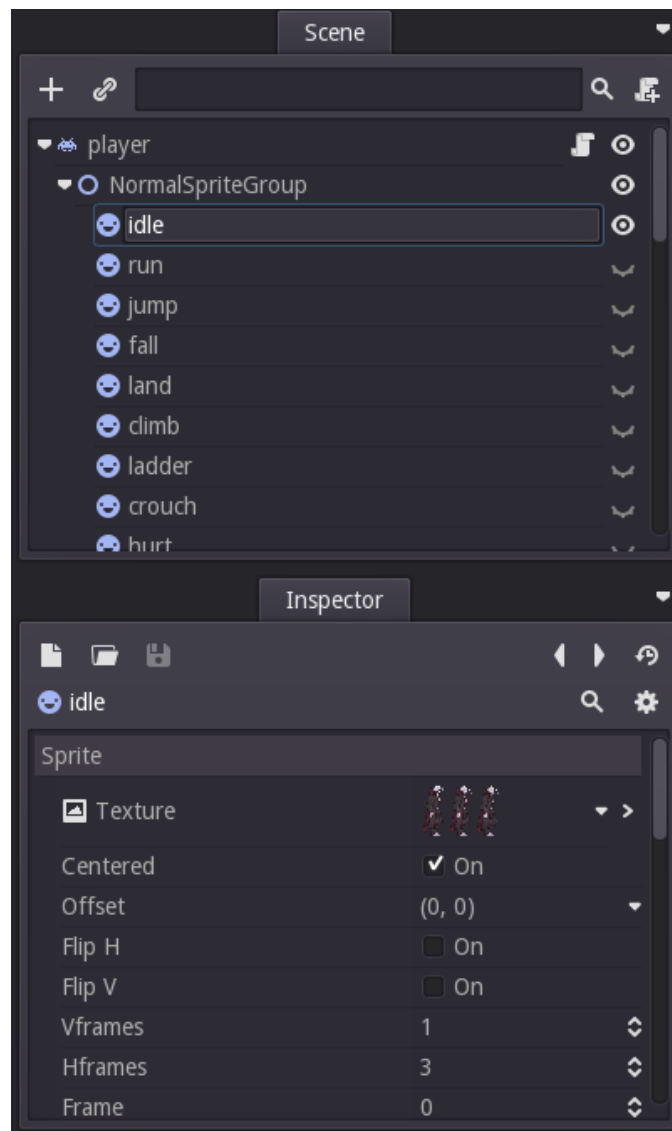 Scene
player
NormalSpriteGroup
idle
run
jump
fall
land
climb
ladder
crouch
hurt
Inspector
idle
Sprite
Texture
Centered On
Offset (0, 0)
Flip H On
Flip V On
Vframes 1
Hframes 3
Frame 0